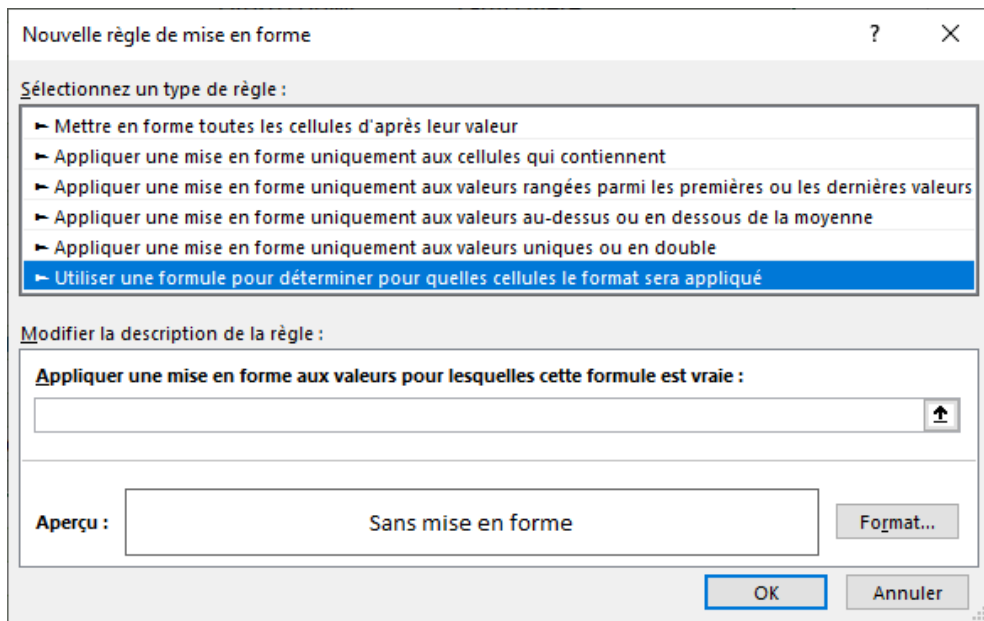 Nouvelle règle de mise en forme
?
Sélectionnez un type de règle :
► Mettre en forme toutes les cellules d'après leur valeur
► Appliquer une mise en forme uniquement aux cellules qui contiennent
► Appliquer une mise en forme uniquement aux valeurs rangées parmi les premières ou les dernières valeurs
► Appliquer une mise en forme uniquement aux valeurs au-dessus ou en dessous de la moyenne
► Appliquer une mise en forme uniquement aux valeurs uniques ou en double
► Utiliser une formule pour déterminer pour quelles cellules le format sera appliqué
Modifier la description de la règle :
Appliquer une mise en forme aux valeurs pour lesquelles cette formule est vraie :
Aperçu :
Sans mise en forme
Format...
OK
Annuler